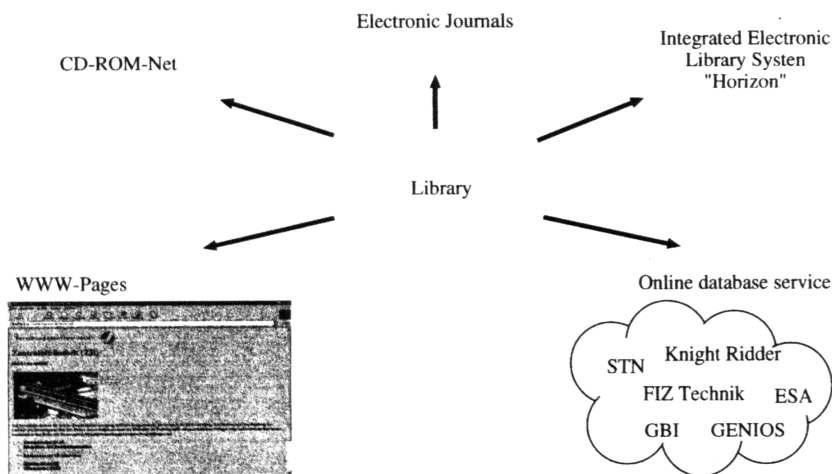 Electronic Journals
CD-ROM-Net
Integrated Electronic
Library Systen
"Horizon"
Library
WWW-Pages
Online database service
STN
Knight Ridder
FIZ Technik
ESA
GBI
GENIOS